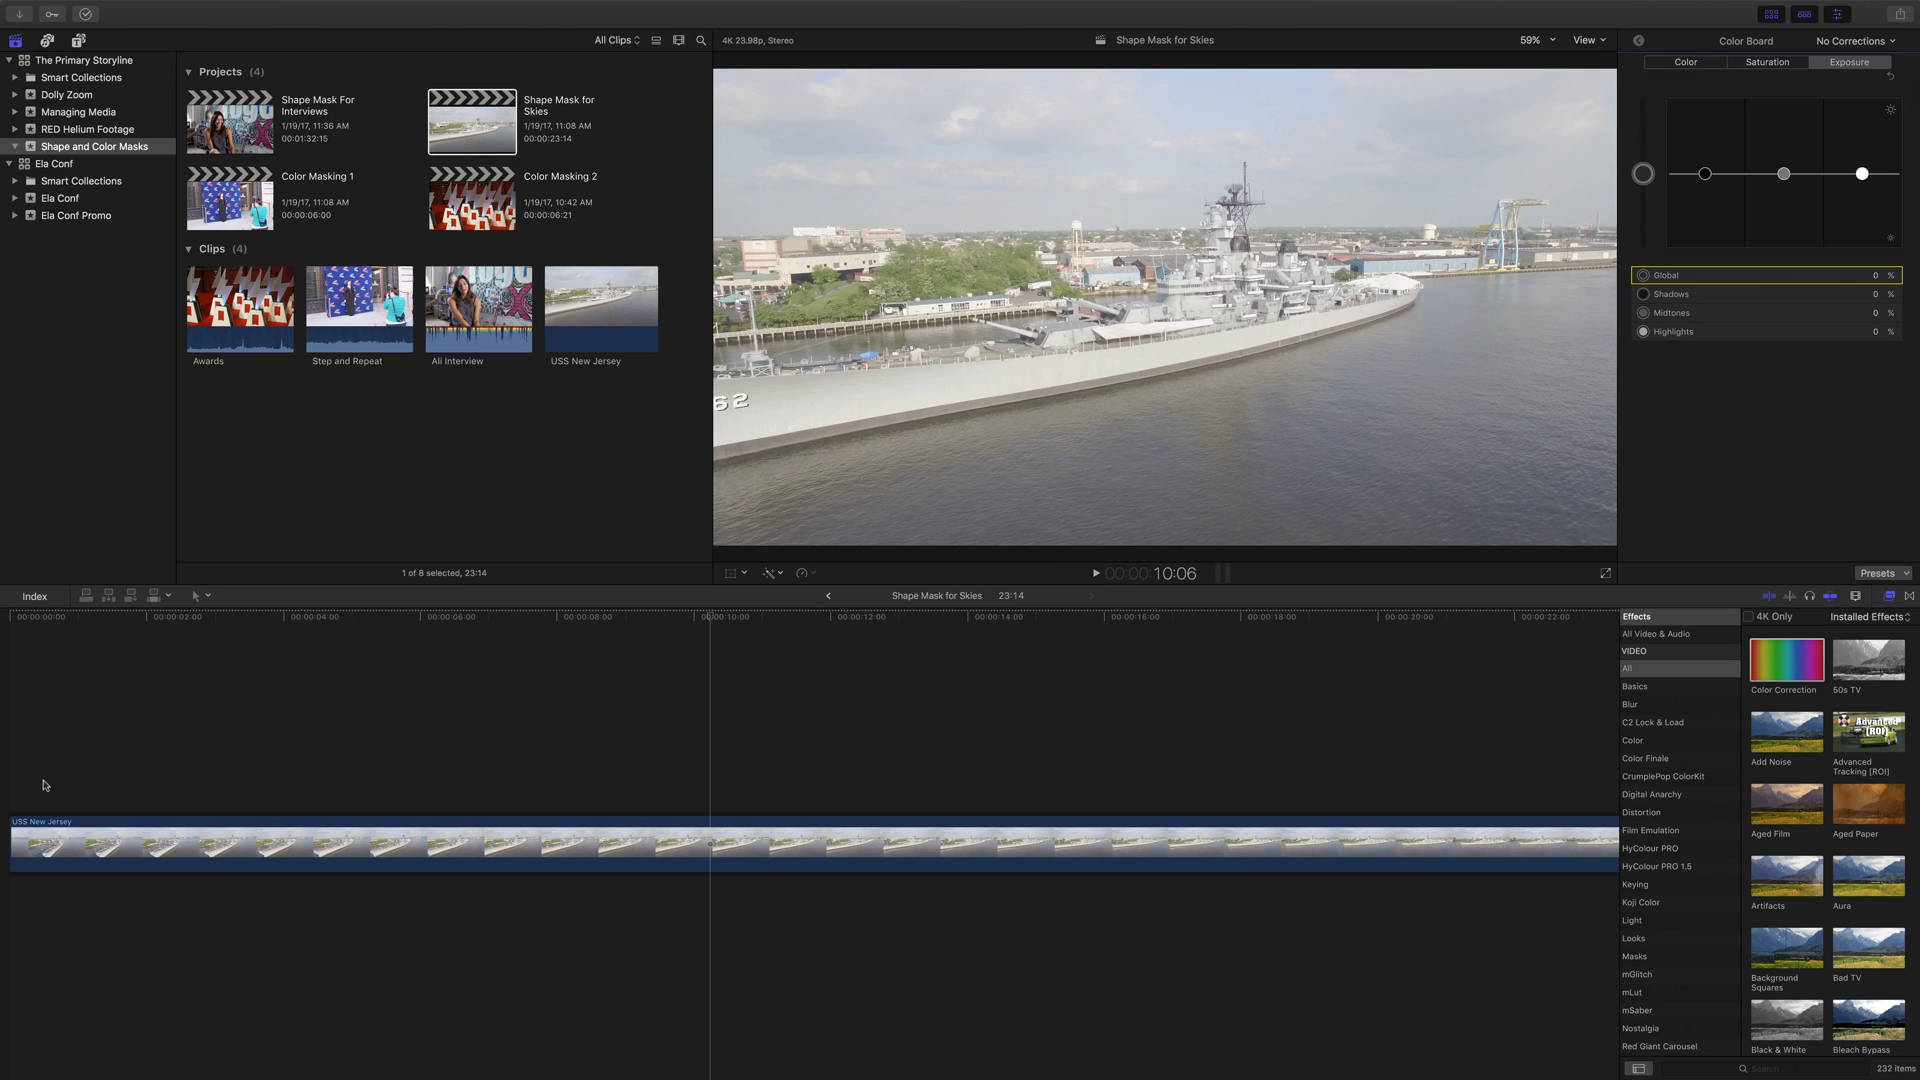 All Clips
4K 23.98p, Stereo
Shape Mask for Skies
59%
View
Color Board
No Corrections
The Primary Storyline
Smart Collections
Dolly Zoom
Managing Media
RED Helium Footage
Shape and Color Masks
Ela Conf
Smart Collections
Ela Conf
Ela Conf Promo
Projects (4)
Shape Mask For
Interviews
1/19/17, 11:36 AM
00:01:32:15
Shape Mask for
Skies
1/19/17, 11:08 AM
00:00:23:14
Color Masking 1
1/19/17, 11:08 AM
00:00:06:00
Color Masking 2
1/19/17, 10:42 AM
00:00:06:21
Clips (4)
Awards
Step and Repeat
Ali Interview
USS New Jersey
1 of 8 selected, 23:14
62
00:00:10:06
Color
Saturation
Exposure
Global 0 %
Shadows 0 %
Midtones 0 %
Highlights 0 %
Presets
Index
Shape Mask for Skies 23:14
00:00:00:00
00:00:02:00
00:00:04:00
00:00:06:00
00:00:08:00
00:00:10:00
00:00:12:00
00:00:14:00
00:00:16:00
00:00:18:00
00:00:20:00
00:00:22:00
USS New Jersey
Effects
4K Only
Installed Effects
All Video & Audio
VIDEO
All
Basics
Blur
C2 Lock & Load
Color
Color Finale
CrumplePop ColorKit
Digital Anarchy
Distortion
Film Emulation
HyColour PRO
HyColour PRO 1.5
Keying
Koji Color
Light
Looks
Masks
mGlitch
mLut
mSaber
Nostalgia
Red Giant Carousel
Color Correction
50s TV
Add Noise
Advanced
[ROI]
Advanced
Tracking [ROI]
Aged Film
Aged Paper
Artifacts
Aura
Background
Squares
Bad TV
Black & White
Bleach Bypass
Search
232 items